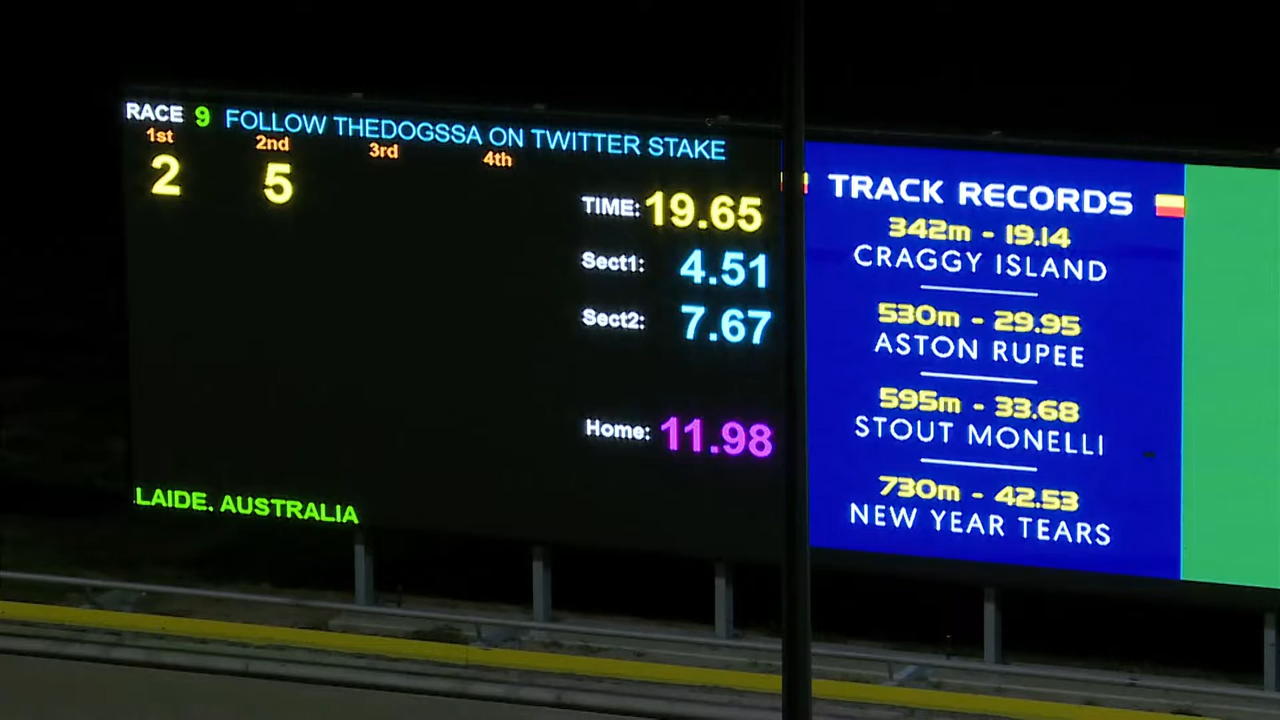 RACE 9 FOLLOW THEDOGSSA ON TWITTER STAKE
1st 2nd 3rd 4th
2 5
TIME: 19.65
Sect1: 4.51
Sect2: 7.67
Home: 11.98
LAIDE, AUSTRALIA
TRACK RECORDS
342m - 19.14
CRAGGY ISLAND
530m - 29.95
ASTON RUPEE
595m - 33.68
STOUT MONELLI
730m - 42.53
NEW YEAR TEARS